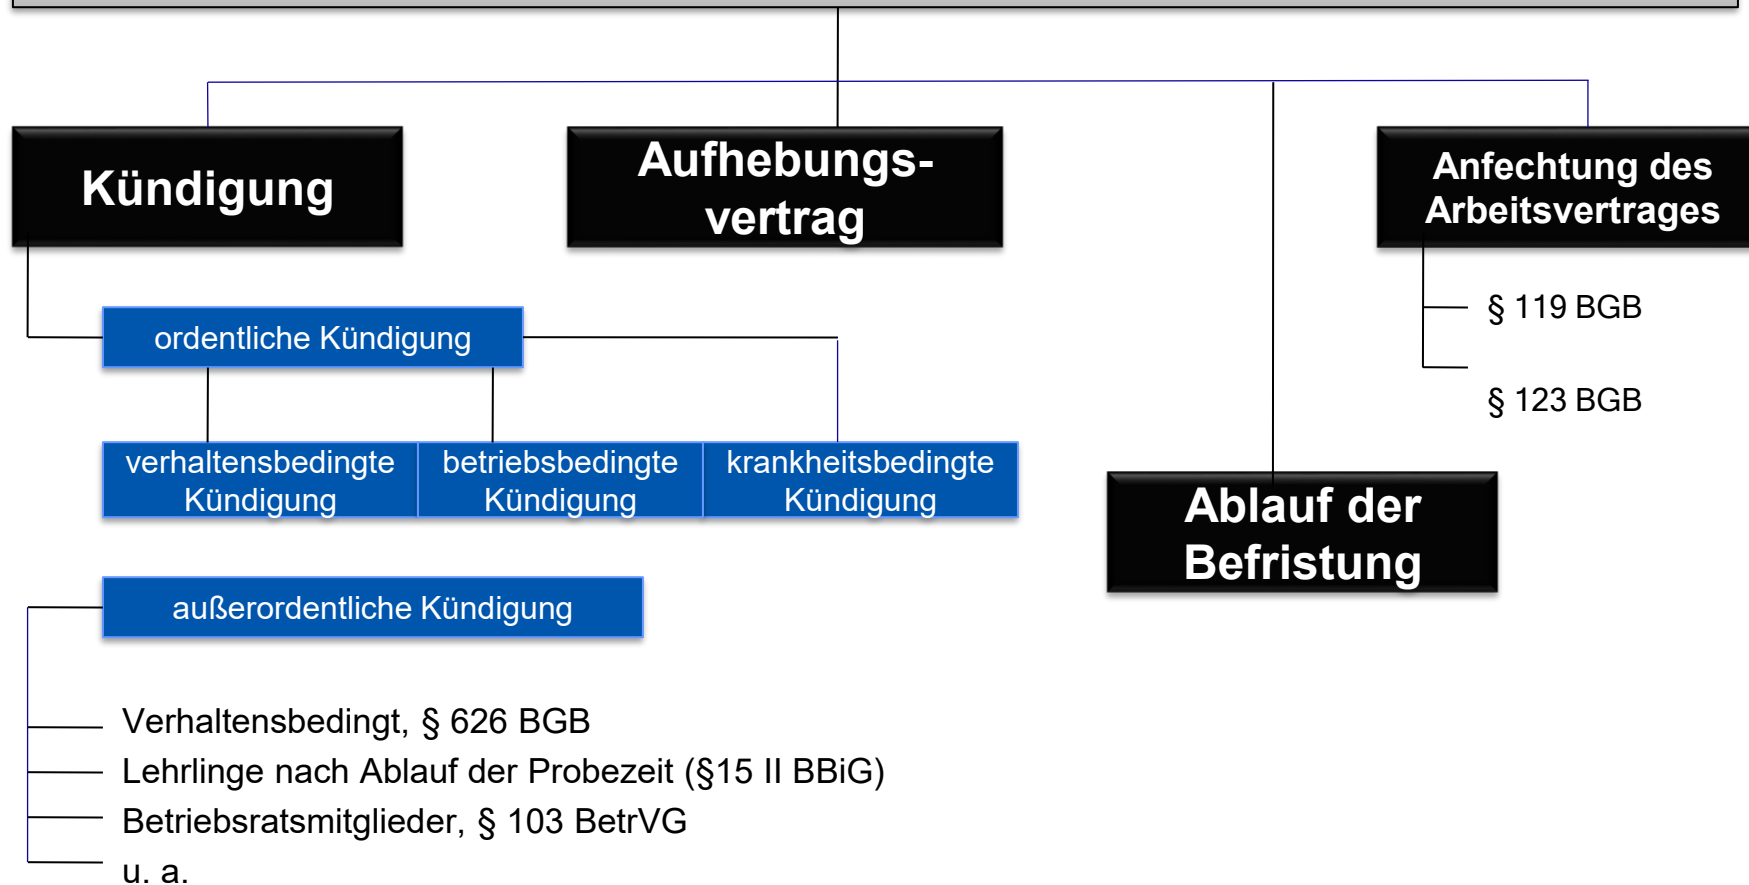 Kündigung
Aufhebungs-
vertrag
Anfechtung des
Arbeitsvertrages
§ 119 BGB
§ 123 BGB
ordentliche Kündigung
verhaltensbedingte
Kündigung
betriebsbedingte
Kündigung
krankheitsbedingte
Kündigung
Ablauf der
Befristung
außerordentliche Kündigung
Verhaltensbedingt, § 626 BGB
Lehrlinge nach Ablauf der Probezeit (§15 II BBiG)
Betriebsratsmitglieder, § 103 BetrVG
u. a.